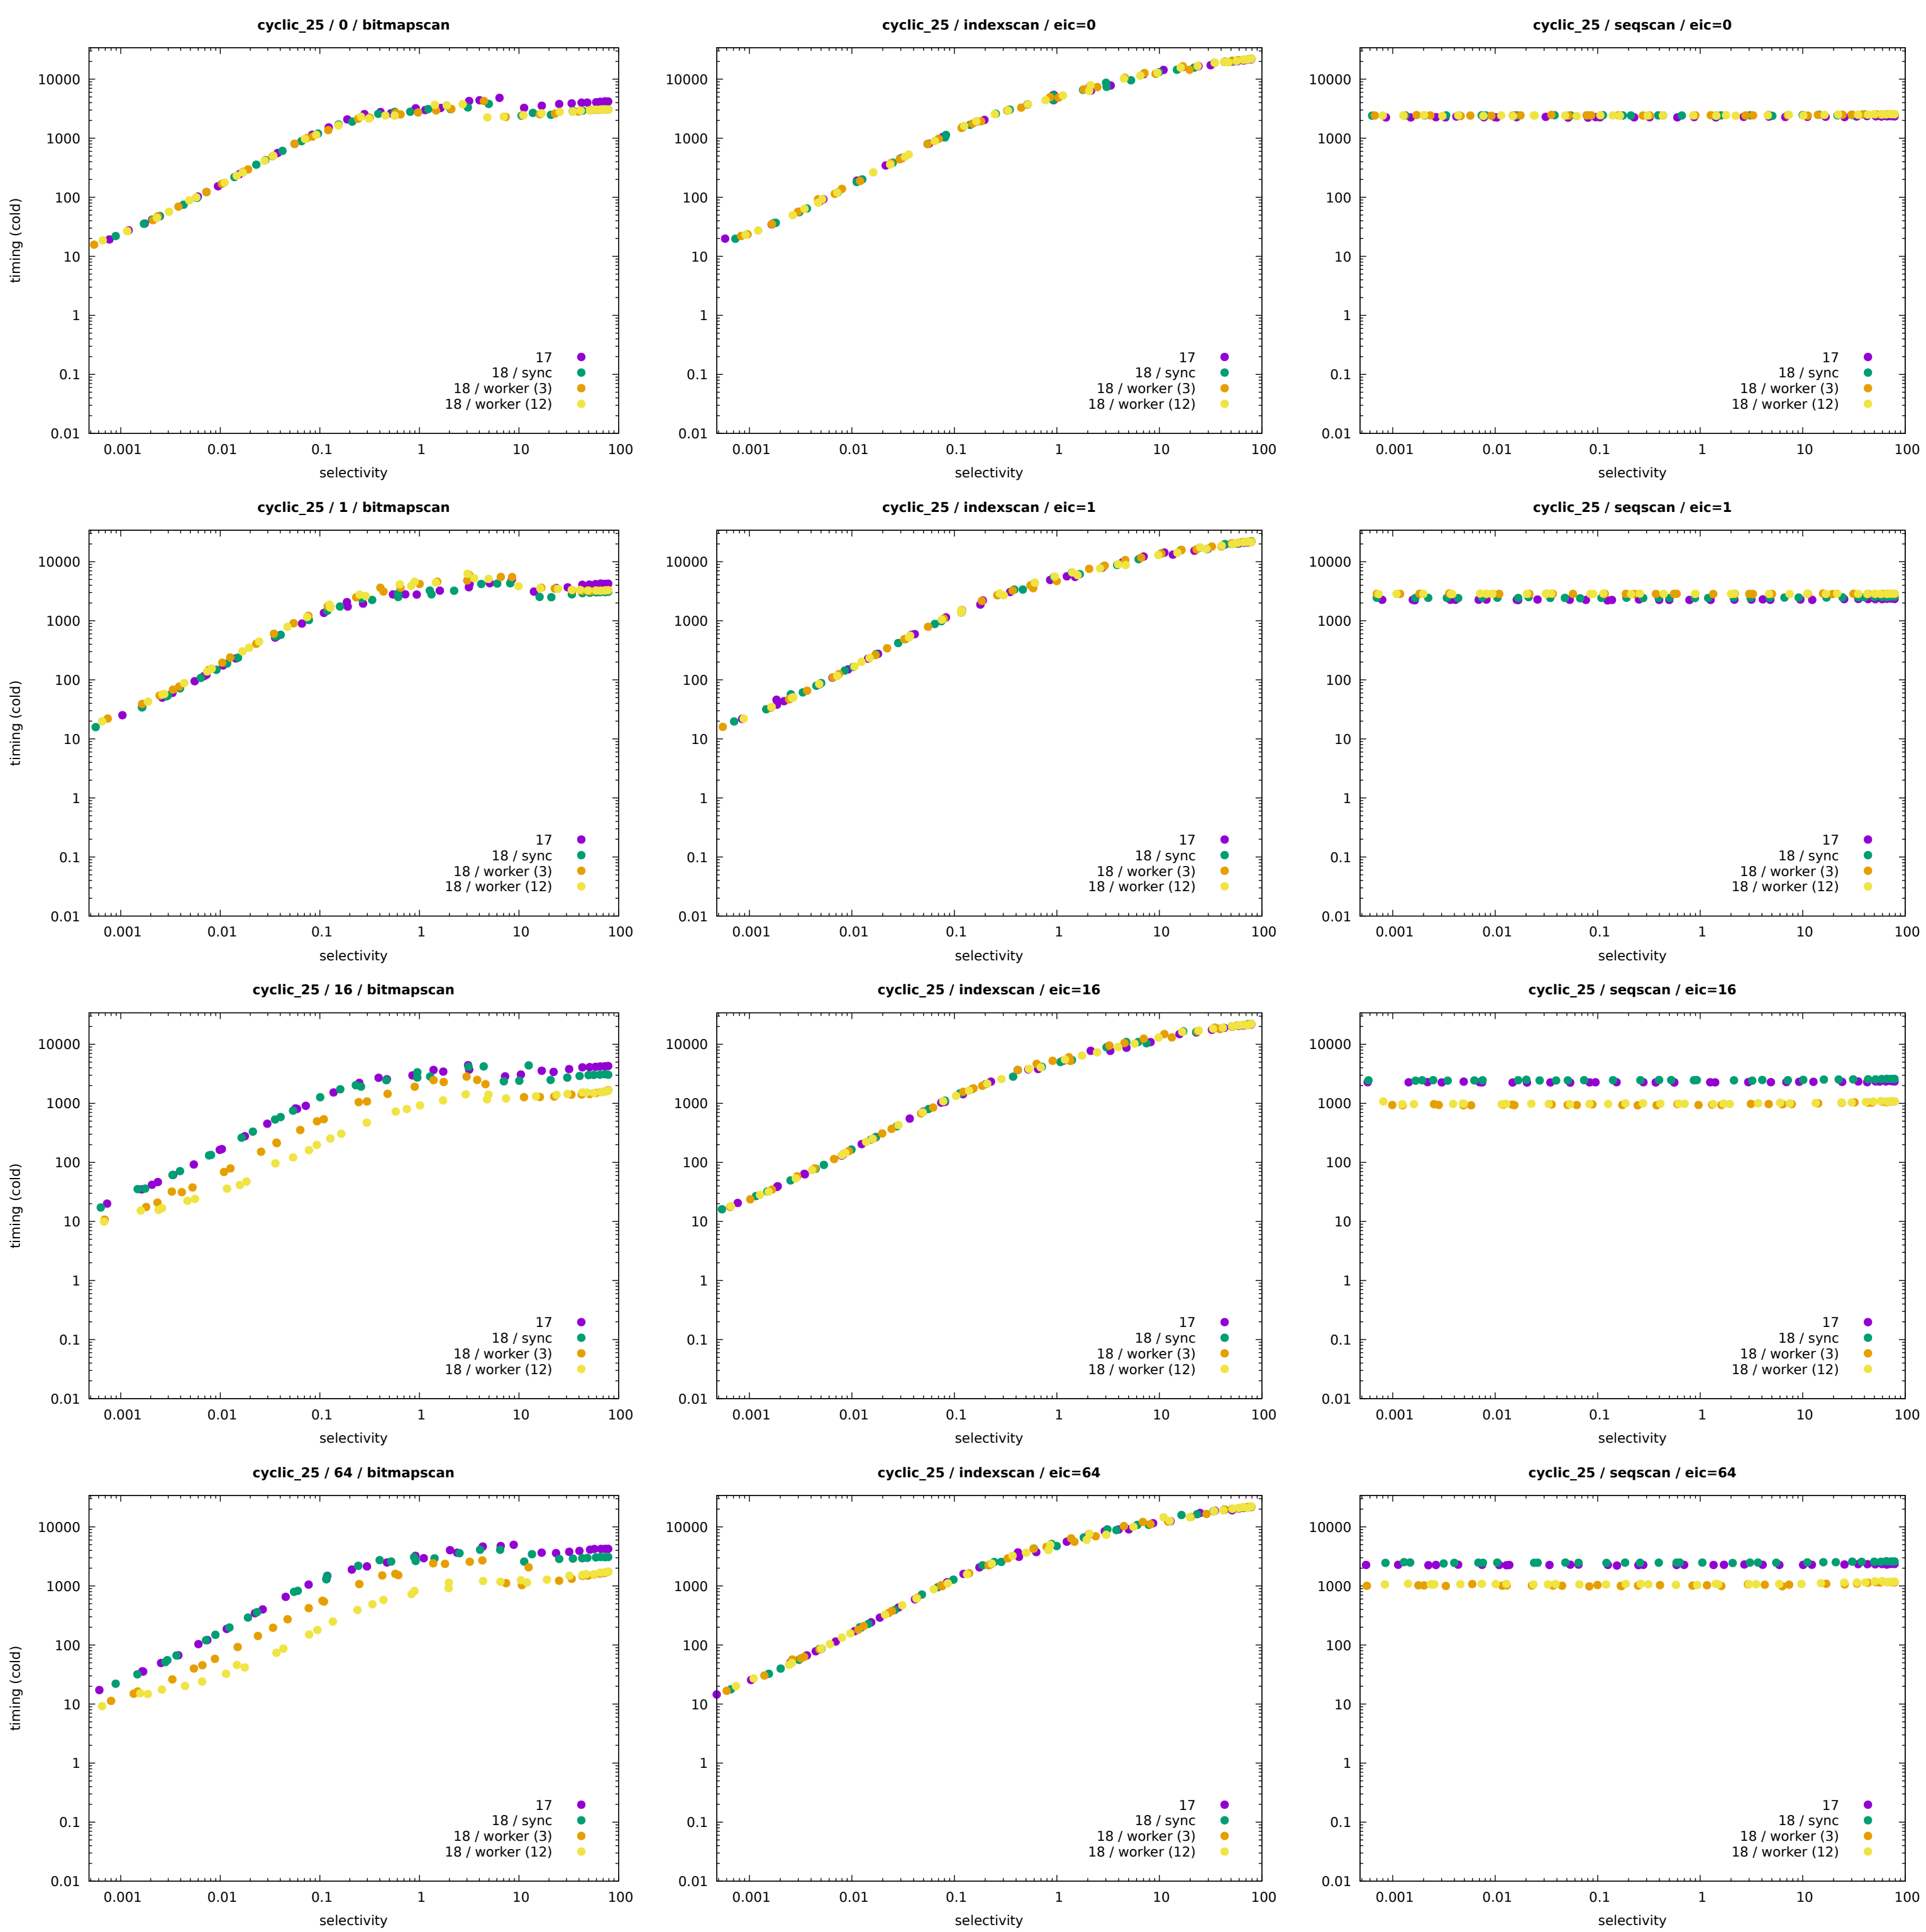 cyclic_25 / 0 / bitmapscan
timing (cold)
10000
1000
100
10
1
0.1
0.01
17
18 / sync
18 / worker (3)
18 / worker (12)
0.001 0.01 0.1 1 10 100
selectivity
cyclic_25 / indexscan / eic=0
10000
1000
100
10
1
0.1
0.01
17
18 / sync
18 / worker (3)
18 / worker (12)
0.001 0.01 0.1 1 10 100
selectivity
cyclic_25 / seqscan / eic=0
10000
1000
100
10
1
0.1
0.01
17
18 / sync
18 / worker (3)
18 / worker (12)
0.001 0.01 0.1 1 10 100
selectivity
cyclic_25 / 1 / bitmapscan
timing (cold)
10000
1000
100
10
1
0.1
0.01
17
18 / sync
18 / worker (3)
18 / worker (12)
0.001 0.01 0.1 1 10 100
selectivity
cyclic_25 / indexscan / eic=1
10000
1000
100
10
1
0.1
0.01
17
18 / sync
18 / worker (3)
18 / worker (12)
0.001 0.01 0.1 1 10 100
selectivity
cyclic_25 / seqscan / eic=1
10000
1000
100
10
1
0.1
0.01
17
18 / sync
18 / worker (3)
18 / worker (12)
0.001 0.01 0.1 1 10 100
selectivity
cyclic_25 / 16 / bitmapscan
timing (cold)
10000
1000
100
10
1
0.1
0.01
17
18 / sync
18 / worker (3)
18 / worker (12)
0.001 0.01 0.1 1 10 100
selectivity
cyclic_25 / indexscan / eic=16
10000
1000
100
10
1
0.1
0.01
17
18 / sync
18 / worker (3)
18 / worker (12)
0.001 0.01 0.1 1 10 100
selectivity
cyclic_25 / seqscan / eic=16
10000
1000
100
10
1
0.1
0.01
17
18 / sync
18 / worker (3)
18 / worker (12)
0.001 0.01 0.1 1 10 100
selectivity
cyclic_25 / 64 / bitmapscan
timing (cold)
10000
1000
100
10
1
0.1
0.01
17
18 / sync
18 / worker (3)
18 / worker (12)
0.001 0.01 0.1 1 10 100
selectivity
cyclic_25 / indexscan / eic=64
10000
1000
100
10
1
0.1
0.01
17
18 / sync
18 / worker (3)
18 / worker (12)
0.001 0.01 0.1 1 10 100
selectivity
cyclic_25 / seqscan / eic=64
10000
1000
100
10
1
0.1
0.01
17
18 / sync
18 / worker (3)
18 / worker (12)
0.001 0.01 0.1 1 10 100
selectivity